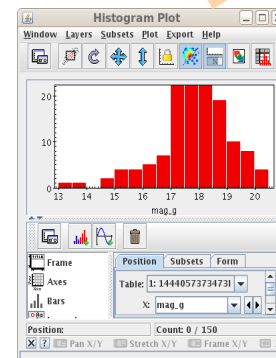 Histogram Plot
Window Layers Subsets Plot Export Help
20
10
0
13 14 15 16 17 18 19 20
mag_g
Frame
Axes
Bars
Position Subsets Form
Table: 1: 1444057373473
X: mag_g
Position: Count: 0 / 150
Pan X/Y Stretch X/Y Frame X/Y